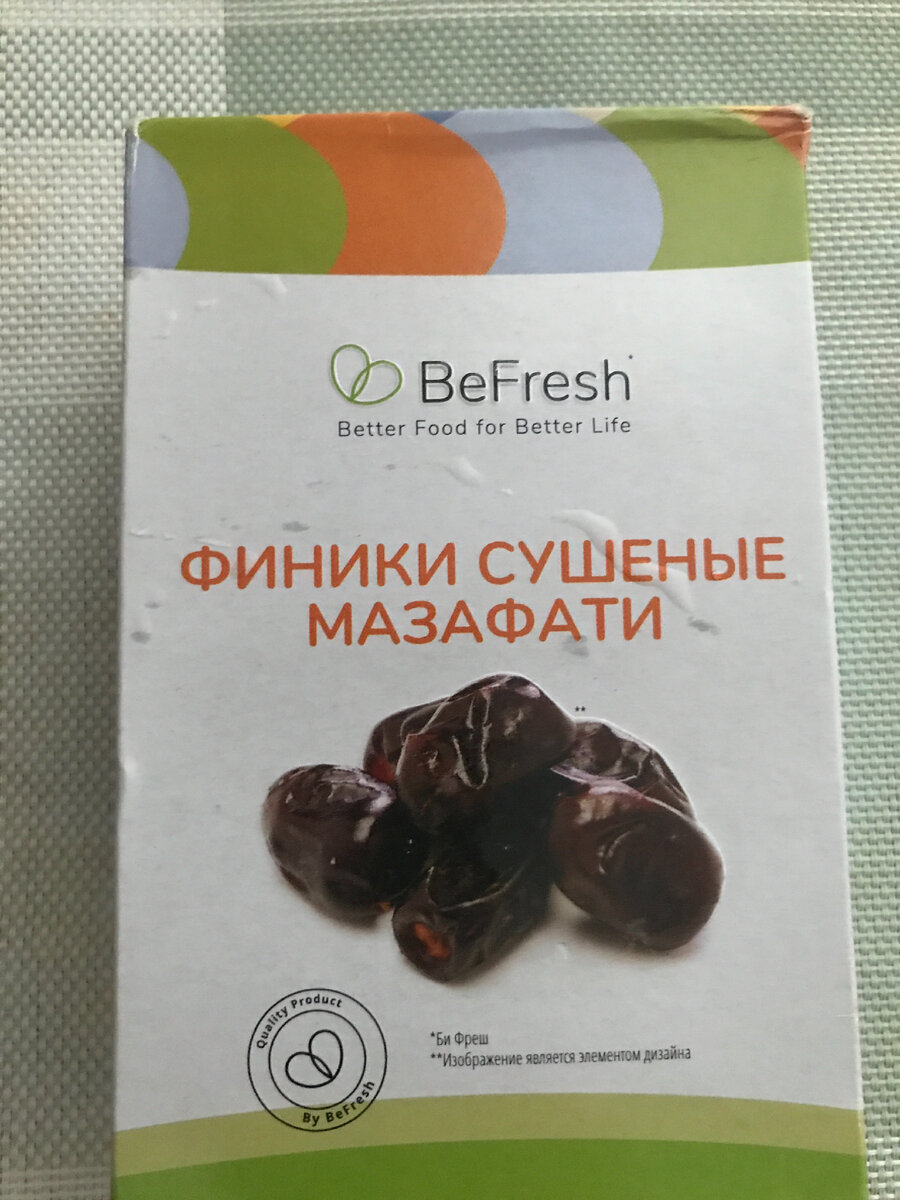 BeFresh*
Better Food for Better Life
ФИНИКИ СУШЕНЫЕ
МАЗАФАТИ
**
Quality Product
By BeFresh
*Би Фреш
**Изображение является элементом дизайна